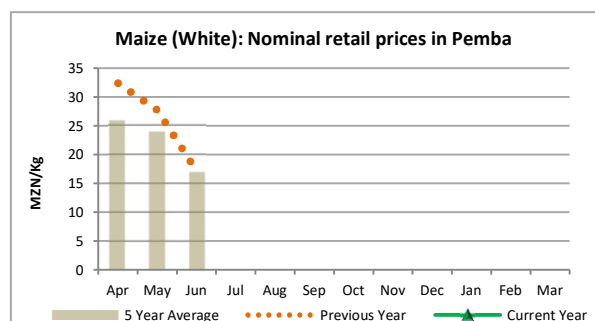 Maize (White): Nominal retail prices in Pemba
MZN/Kg
35
30
25
20
15
10
5
0
Apr May Jun Jul Aug Sep Oct Nov Dec Jan Feb Mar
5 Year Average Previous Year Current Year